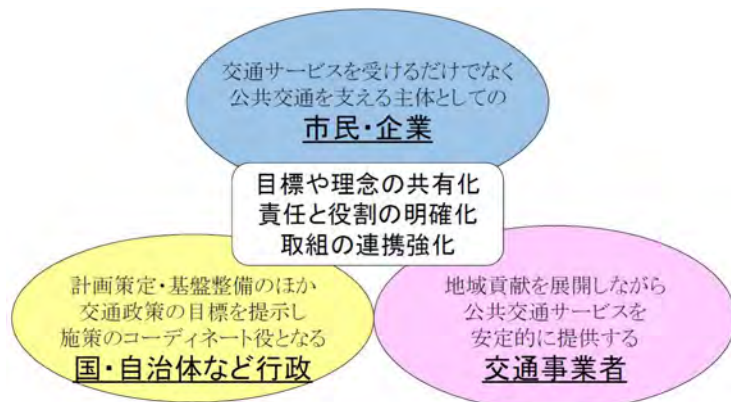 交通サービスを受けるだけでなく
公共交通を支える主体としての
市民・企業
目標や理念の共有化
責任と役割の明確化
取組の連携強化
計画策定・基盤整備のほか
交通政策の目標を提示し
施策のコーディネート役となる
国・自治体など行政
地域貢献を展開しながら
公共交通サービスを
安定的に提供する
交通事業者